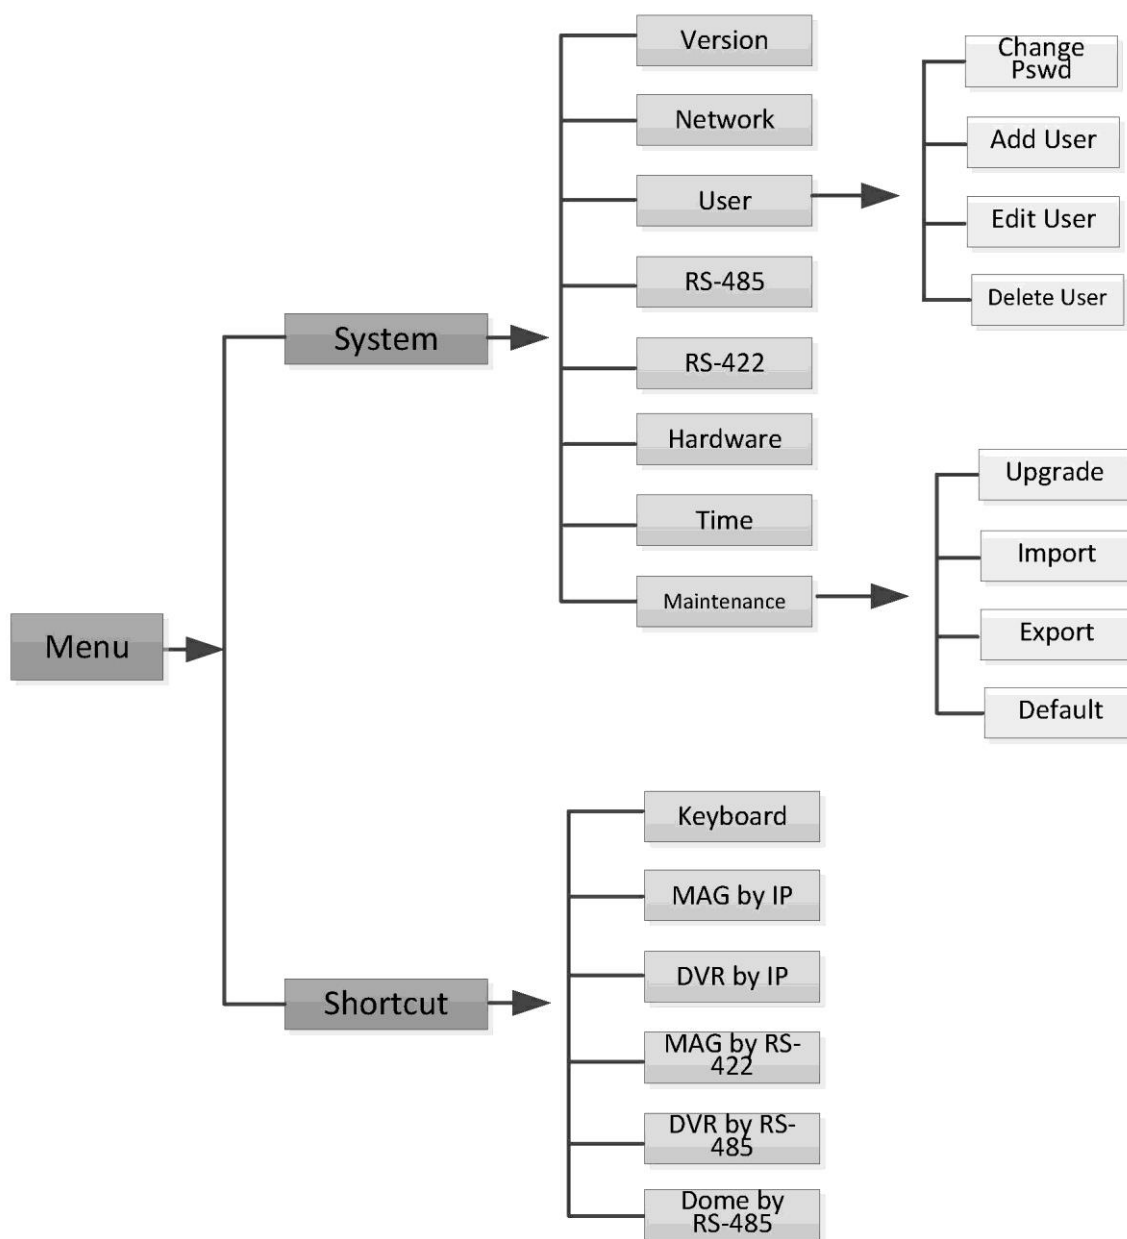 Menu
System
Version
Network
User
Change
Pswd
Add User
Edit User
Delete User
RS-485
RS-422
Hardware
Time
Maintenance
Upgrade
Import
Export
Default
Shortcut
Keyboard
MAG by IP
DVR by IP
MAG by RS-
422
DVR by RS-
485
Dome by
RS-485